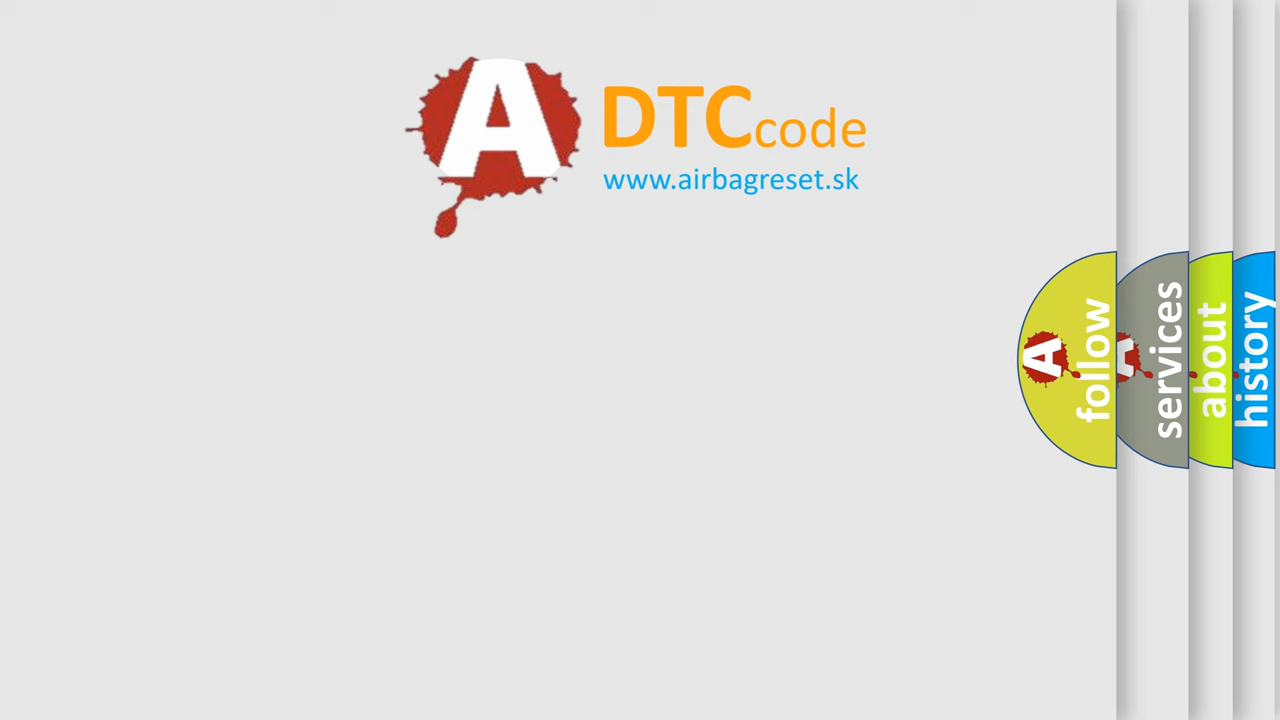 A
DTCcode
www.airbagreset.sk
A
follow
A
services
about
history